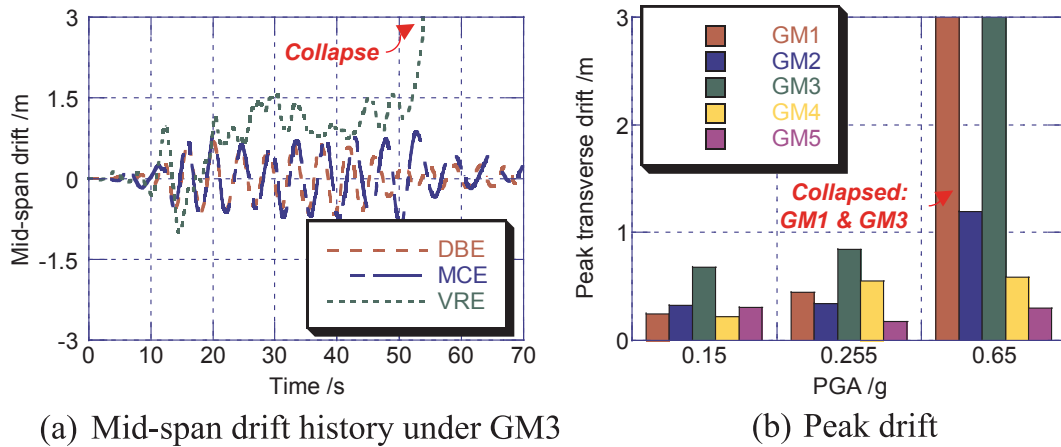 Mid-span drift /m
3
1.5
0
-1.5
-3
Collapse
DBE
MCE
VRE
0 10 20 30 40 50 60 70
Time /s
(a) Mid-span drift history under GM3
Peak transverse drift /m
3
2
1
0
GM1
GM2
GM3
GM4
GM5
Collapsed:
GM1 & GM3
0.15 0.255 0.65
PGA /g
(b) Peak drift